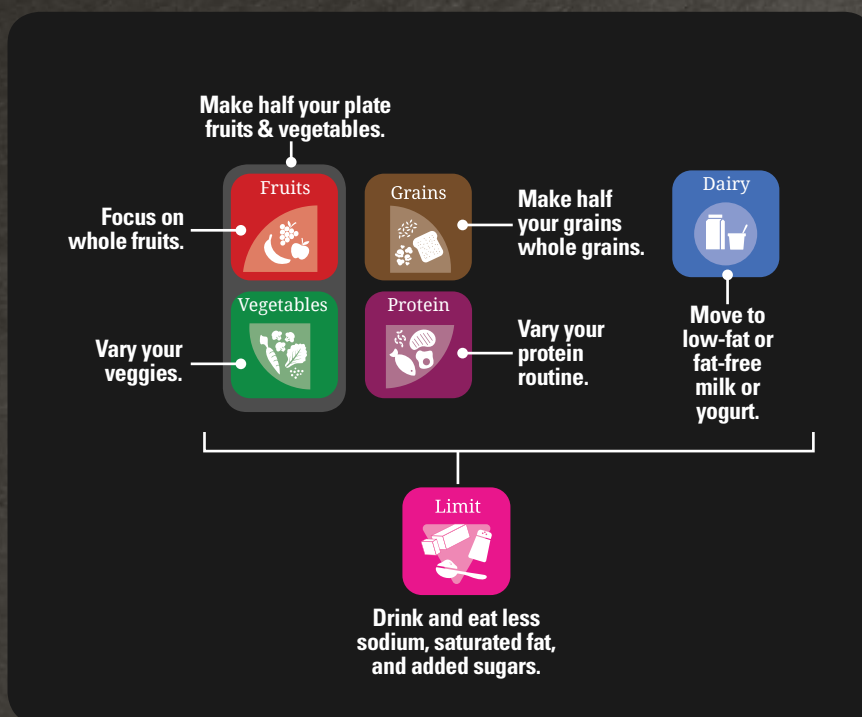 Make half your plate
fruits & vegetables.
Fruits
Focus on
whole fruits.
Vegetables
Vary your
veggies.
Grains
Make half
your grains
whole grains.
Protein
Vary your
protein
routine.
Dairy
Move to
low-fat or
fat-free
milk or
yogurt.
Limit
Drink and eat less
sodium, saturated fat,
and added sugars.